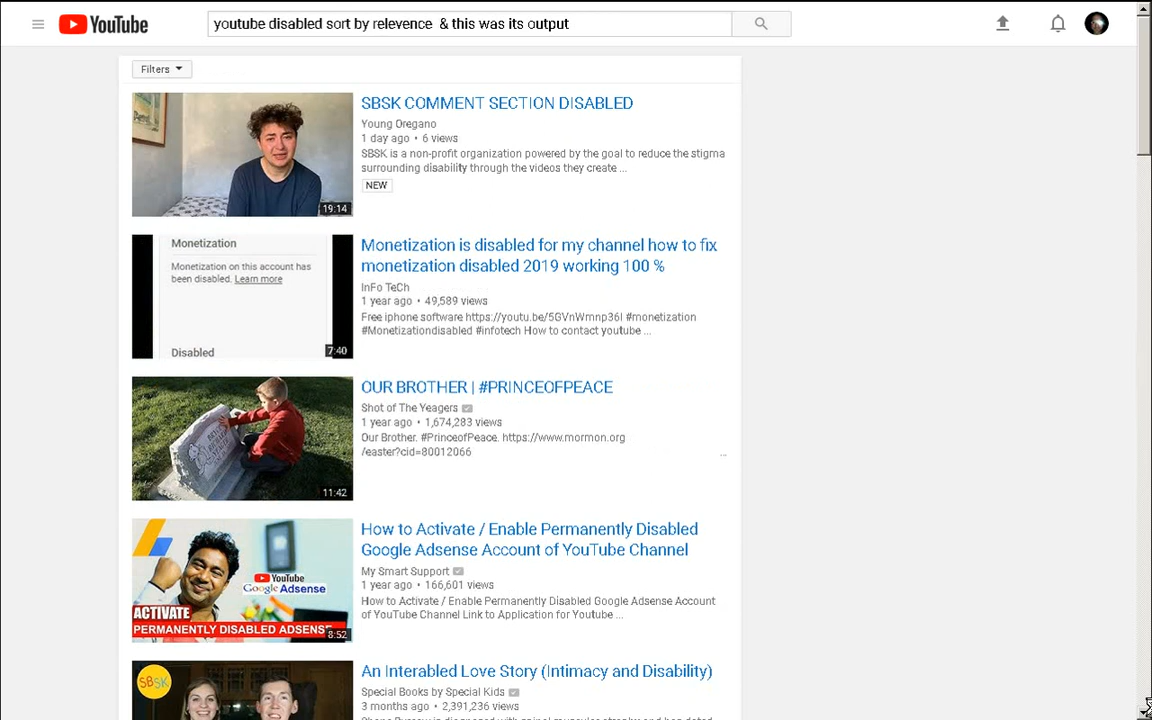 YouTube
youtube disabled sort by relevence & this was its output
Filters
SBSK COMMENT SECTION DISABLED
Young Oregano
1 day ago • 6 views
SBSK is a non-profit organization powered by the goal to reduce the stigma
surrounding disability through the videos they create ...
NEW
19:14
Monetization
Monetization on this account has
been disabled. Learn more
Disabled
7:40
Monetization is disabled for my channel how to fix
monetization disabled 2019 working 100 %
InFo TeCh
1 year ago • 49,589 views
Free iphone software https://youtu.be/5GVnWmnp36I #monetization
#Monetizationdisabled #infotech How to contact youtube ...
OUR BROTHER | #PRINCEOFPEACE
Shot of The Yeagers
1 year ago • 1,674,283 views
Our Brother. #PrinceofPeace. https://www.mormon.org
/easter?cid=80012066
...
11:42
How to Activate / Enable Permanently Disabled
Google Adsense Account of YouTube Channel
My Smart Support
1 year ago • 166,601 views
How to Activate / Enable Permanently Disabled Google Adsense Account
of YouTube Channel Link to Application for Youtube ...
YouTube
Google Adsense
ACTIVATE
PERMANENTLY DISABLED ADSENSE
8:52
SBSK
An Interabled Love Story (Intimacy and Disability)
Special Books by Special Kids
3 months ago • 2,391,236 views